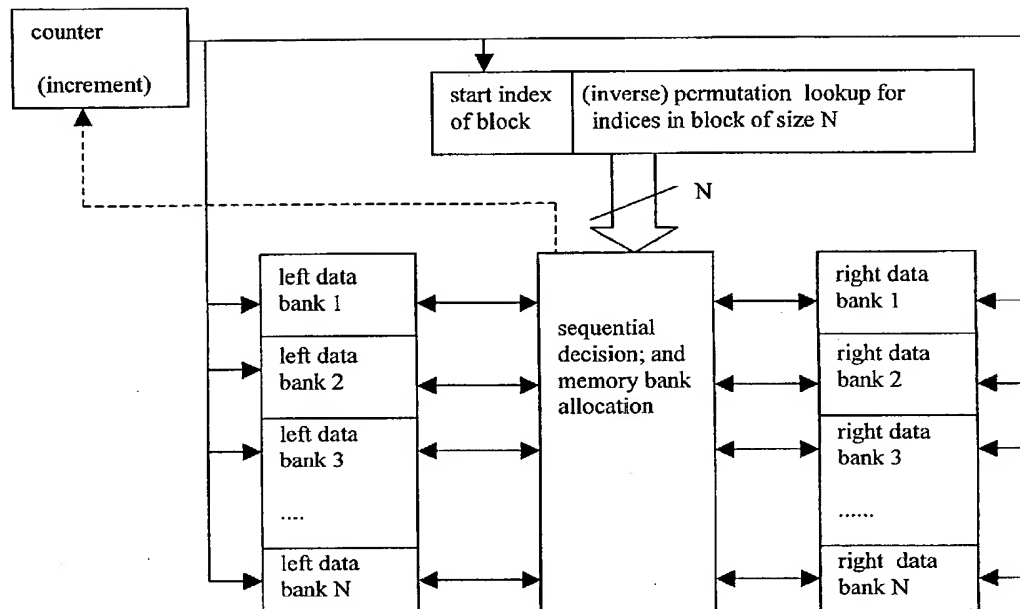 counter
(increment)
start index
of block
(inverse) permutation lookup for
indices in block of size N
N
left data
bank 1
left data
bank 2
left data
bank 3
....
left data
bank N
sequential
decision; and
memory bank
allocation
right data
bank 1
right data
bank 2
right data
bank 3
......
right data
bank N